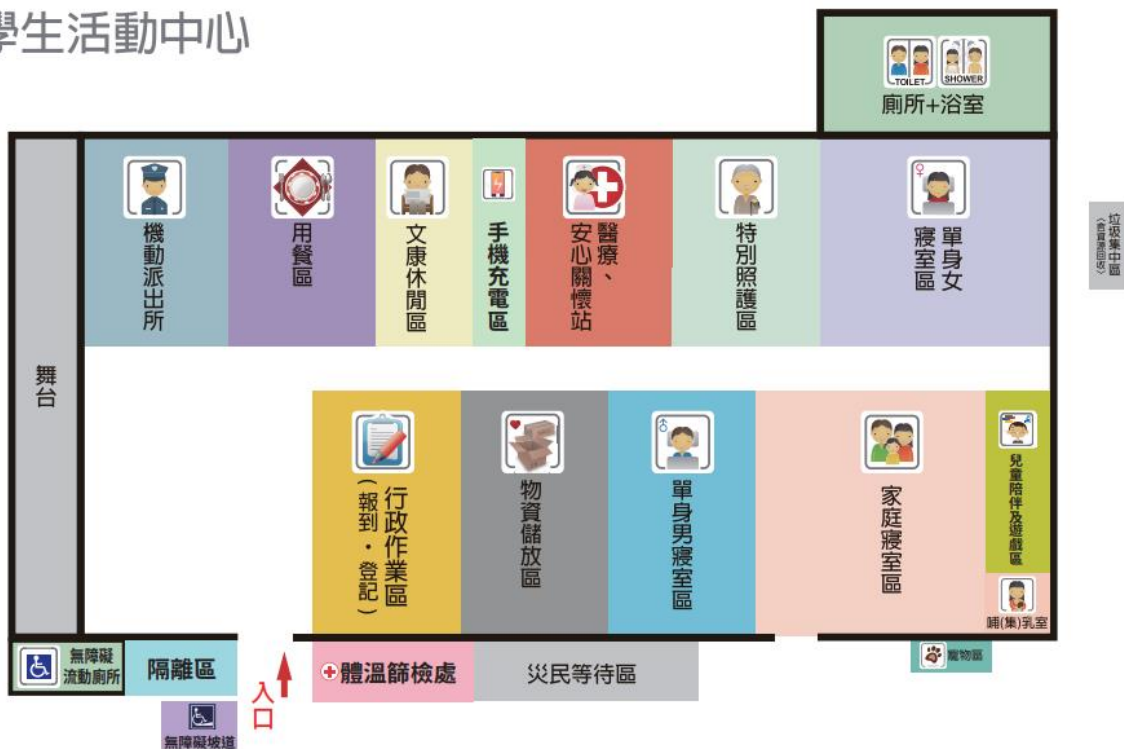 學生活動中心
TOILET
SHOWER
廁所+浴室
舞台
機動派出所
用餐區
文康休閒區
手機充電區
醫療、
安心關懷站
特別照護區
單身女
寢室區
垃圾集中區
(含資源回收)
行政作業區
(報到・登記)
物資儲放區
單身男寢室區
家庭寢室區
兒童陪伴及遊戲區
哺(集)乳室
無障礙
流動廁所
隔離區
入口
體溫篩檢處
災民等待區
寵物區
無障礙坡道